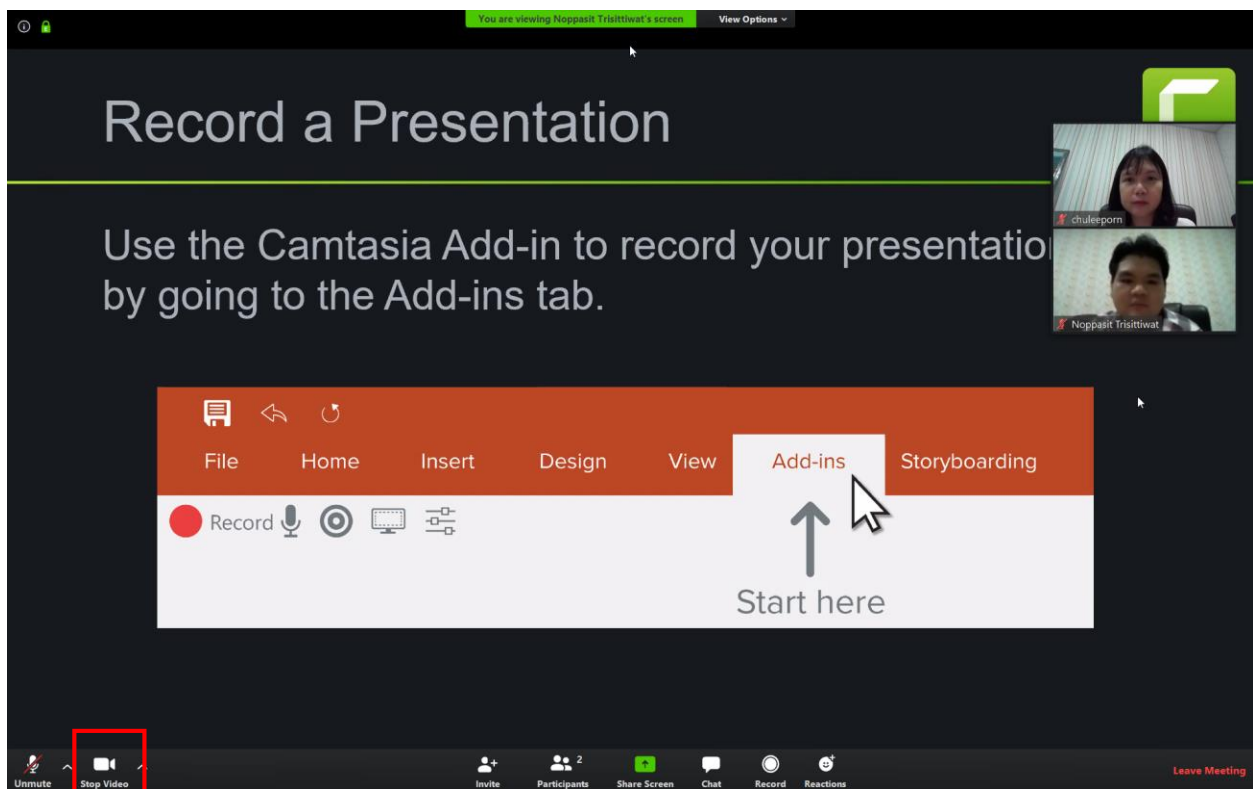 You are viewing Noppasit Trisittiwat's screen View Options
Record a Presentation
chuleeporn
Use the Camtasia Add-in to record your presentatio
by going to the Add-ins tab.
Noppasit Trisittiwat
File Home Insert Design View Add-ins Storyboarding
Record
Start here
Unmute Stop Video Invite Participants 2 Share Screen Chat Record Reactions Leave Meeting